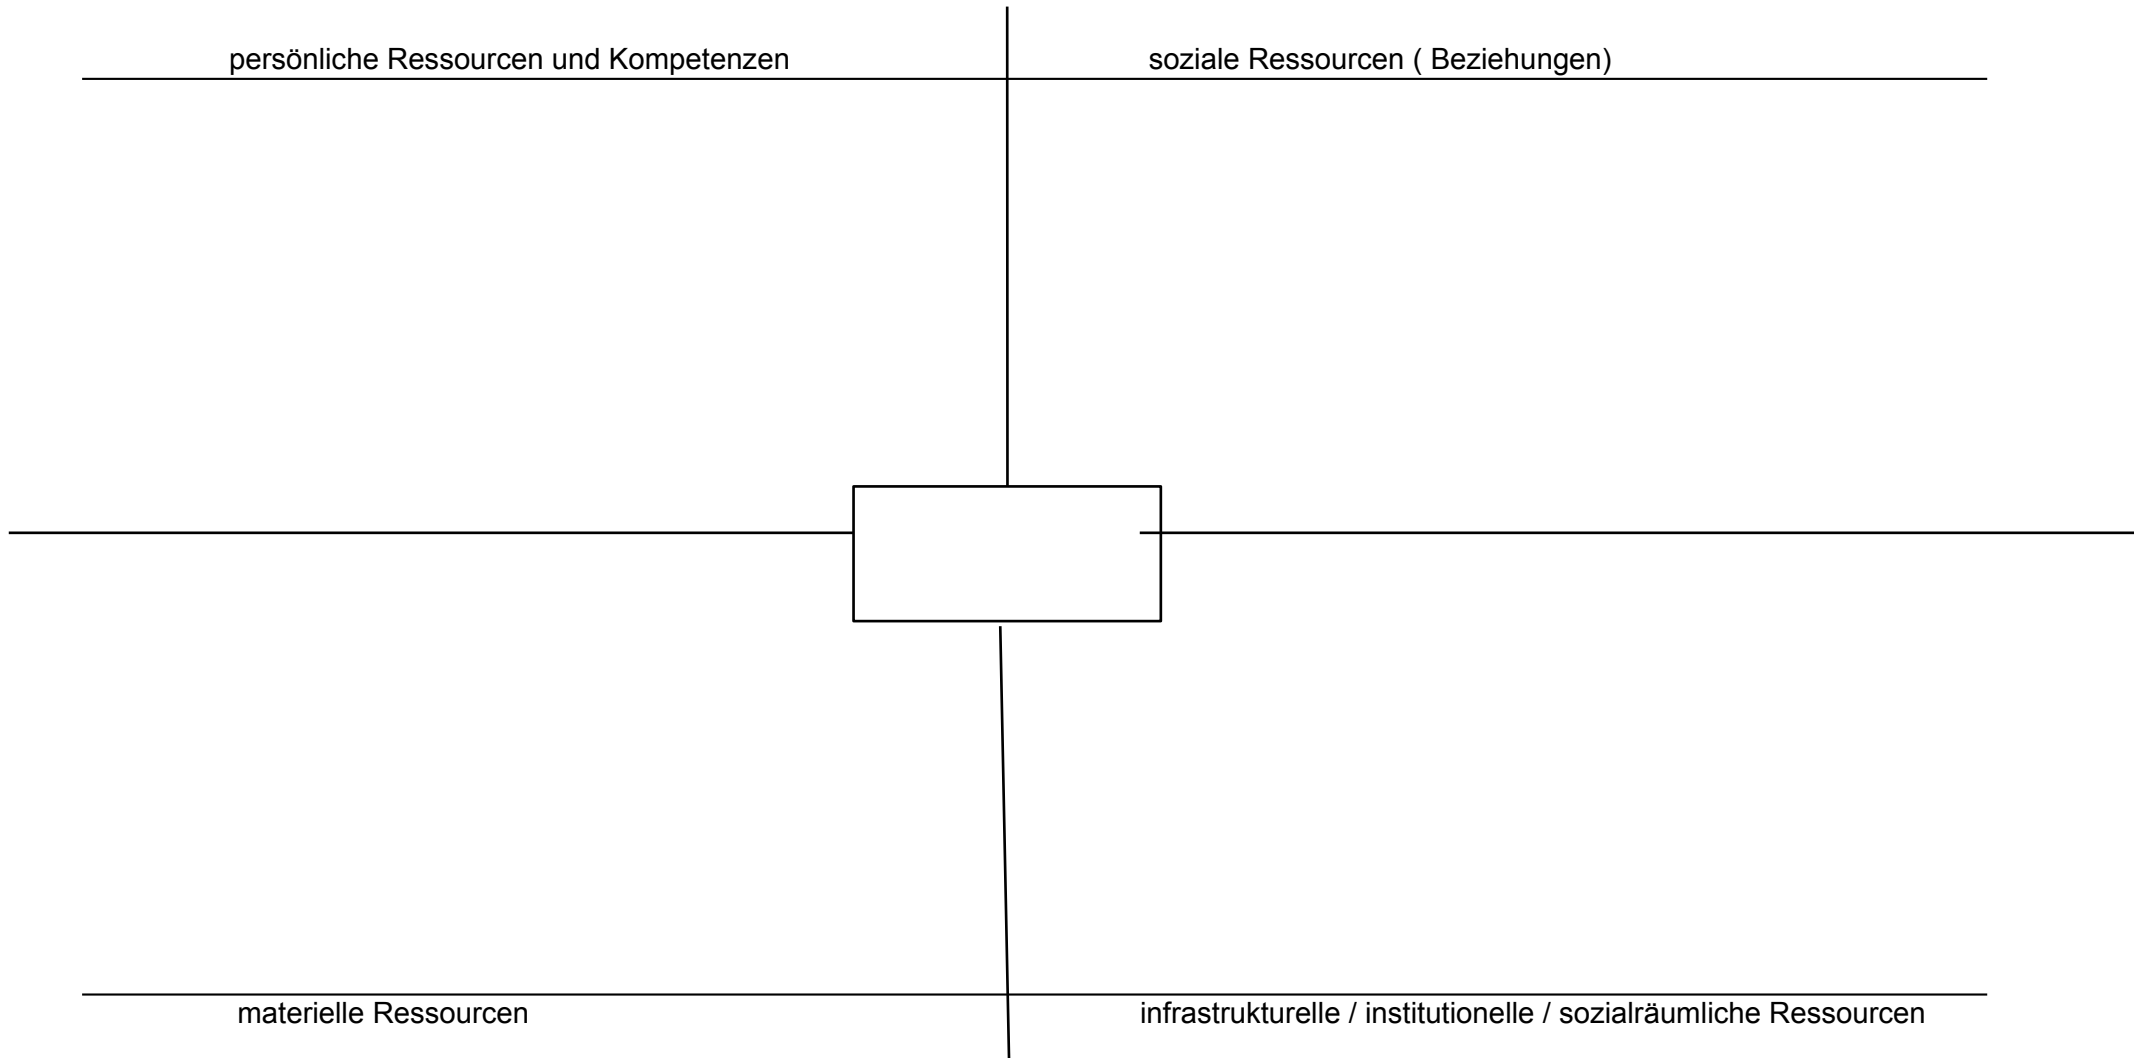 persönliche Ressourcen und Kompetenzen
soziale Ressourcen ( Beziehungen)
materielle Ressourcen
infrastrukturelle / institutionelle / sozialräumliche Ressourcen